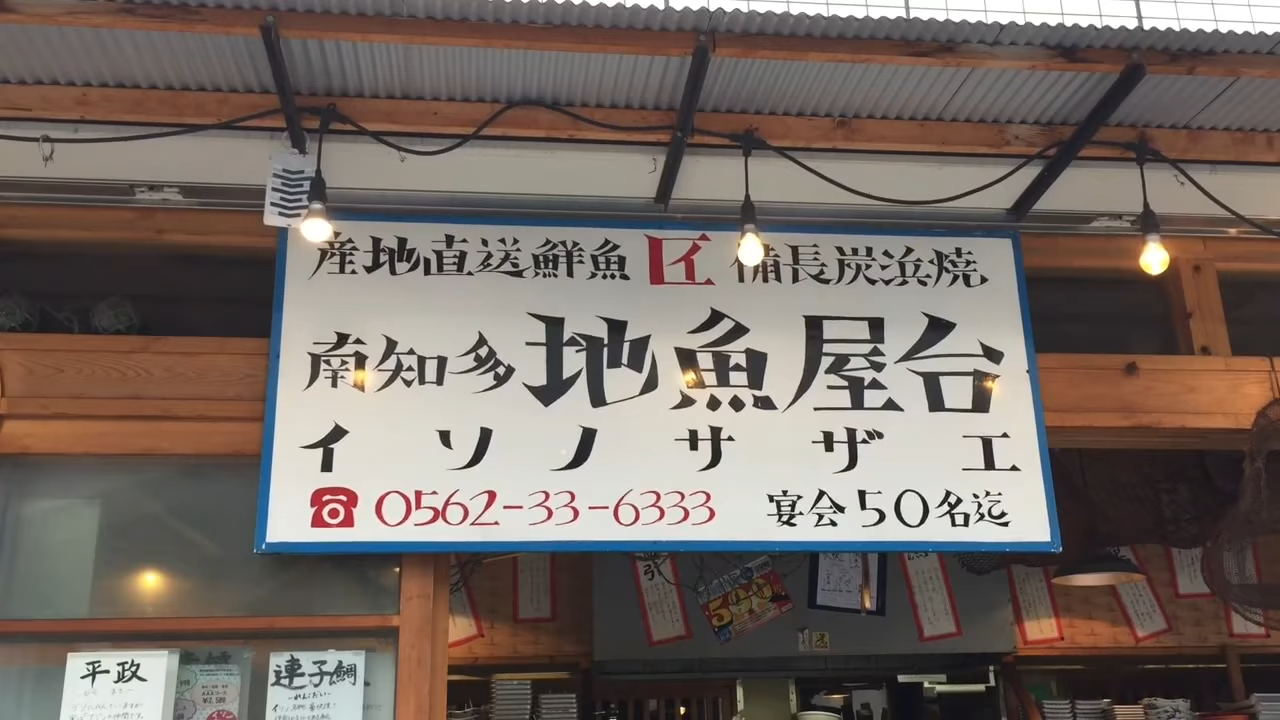 産地直送鮮魚 匠 備長炭浜焼
南知多地魚屋台
イソノサザエ
0562-33-6333 宴会50名迄
平政
連子鯛